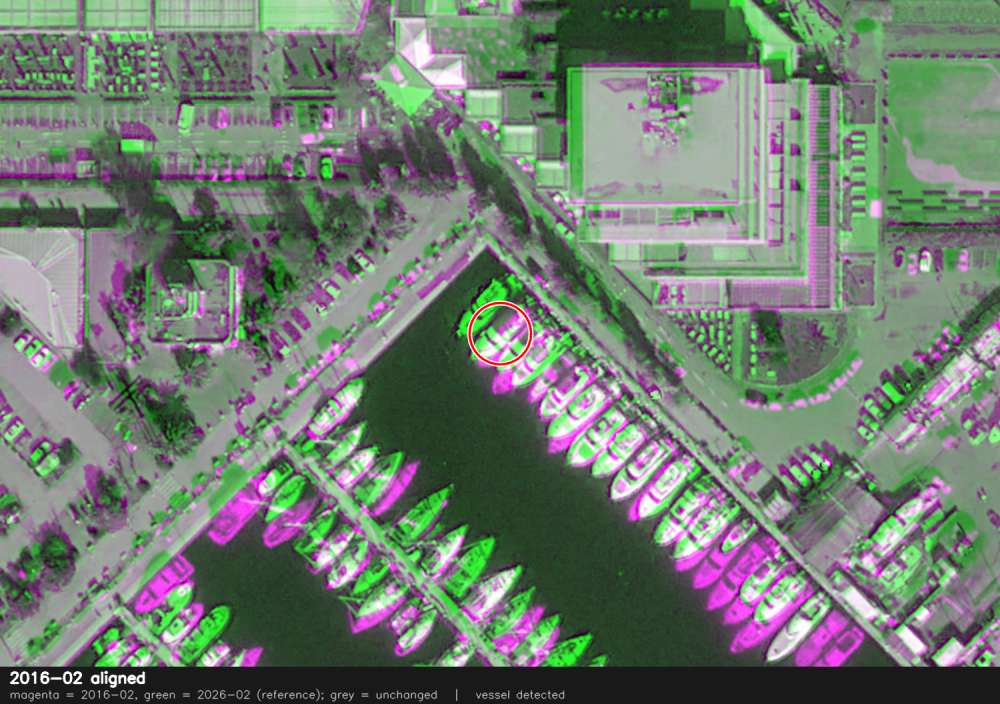 2016-02 aligned
magenta = 2016-02, green = 2026-02 (reference); grey = unchanged | vessel detected